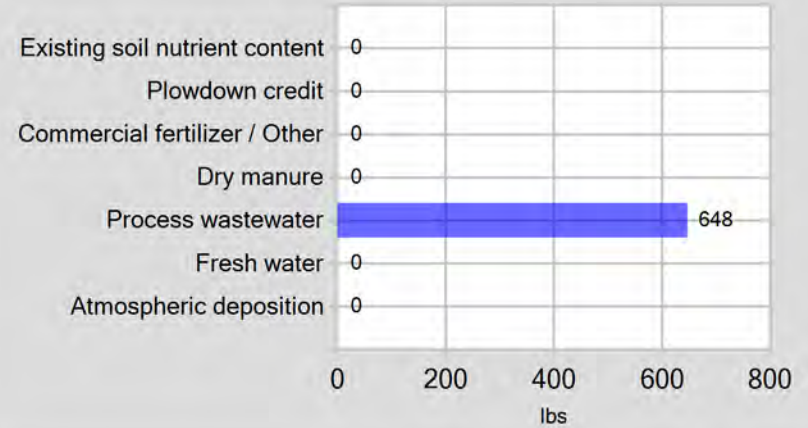 Existing soil nutrient content 0
Plowdown credit 0
Commercial fertilizer / Other 0
Dry manure 0
Process wastewater 648
Fresh water 0
Atmospheric deposition 0
0 200 400 600 800
lbs